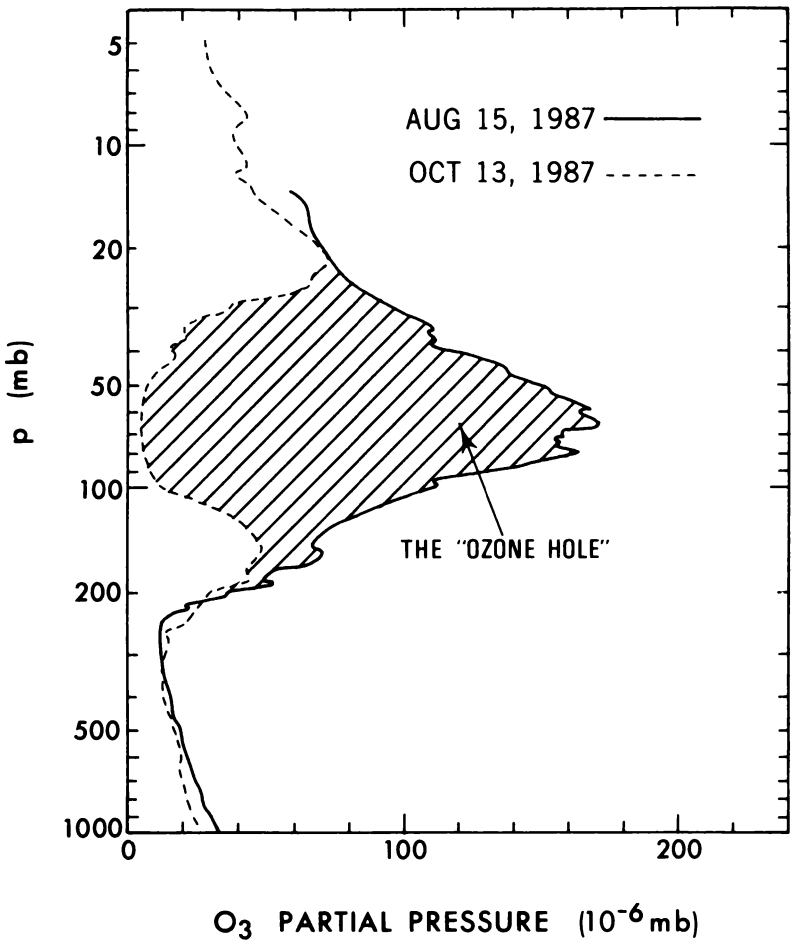 5
10
20
50
100
200
500
1000
p (mb)
AUG 15, 1987
OCT 13, 1987
THE "OZONE HOLE"
0 100 200
O₃ PARTIAL PRESSURE (10⁻⁶ mb)